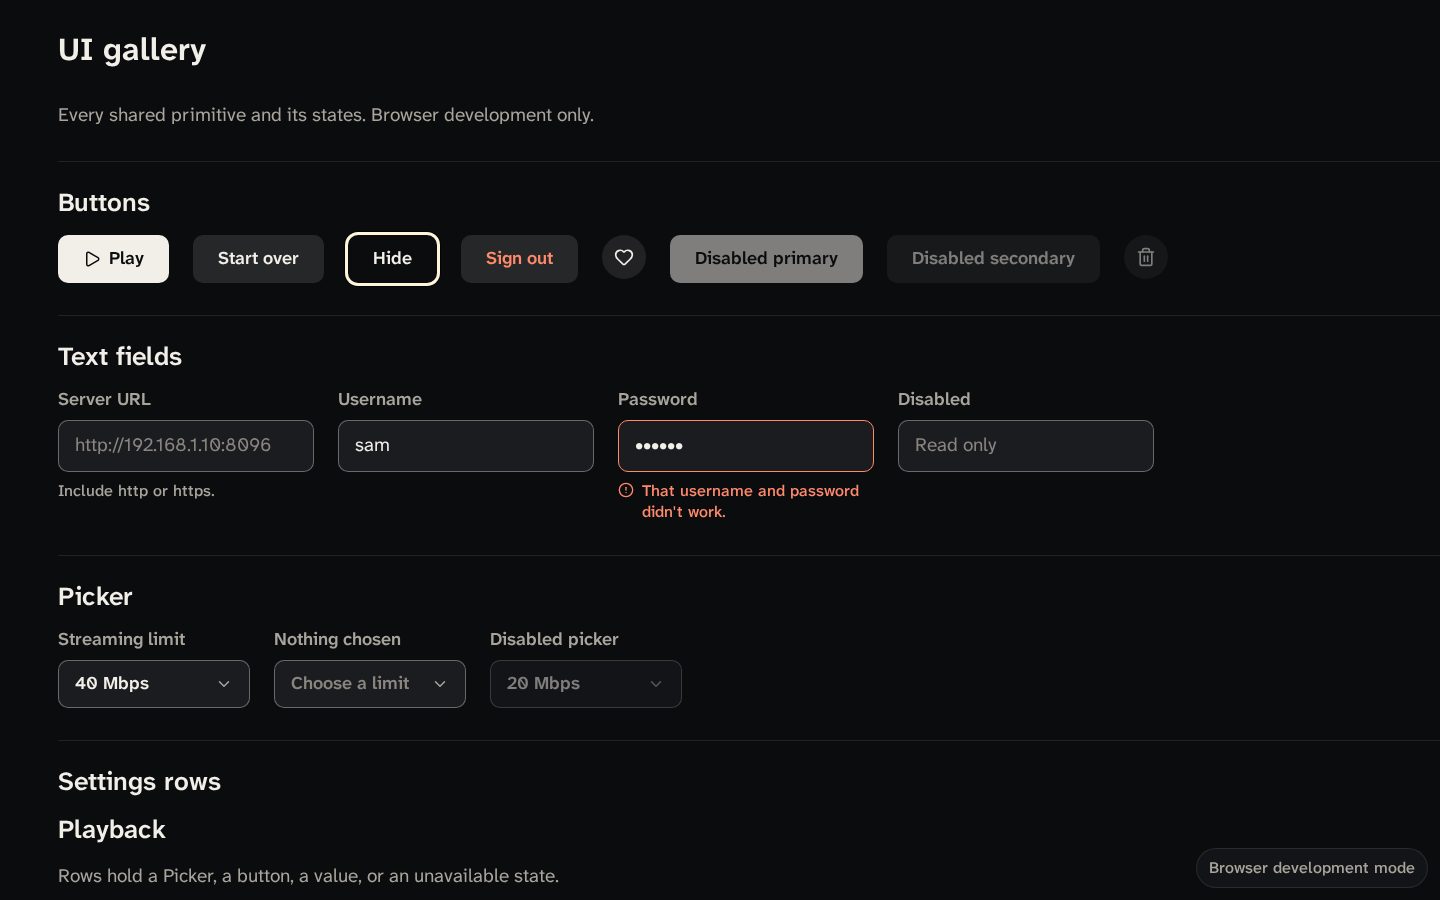 UI gallery
Every shared primitive and its states. Browser development only.
Buttons
Play
Start over
Hide
Sign out
Disabled primary
Disabled secondary
Text fields
Server URL
Username
Password
Disabled
http://192.168.1.10:8096
sam
••••••
Read only
Include http or https.
That username and password
didn't work.
Picker
Streaming limit
Nothing chosen
Disabled picker
40 Mbps
Choose a limit
20 Mbps
Settings rows
Playback
Rows hold a Picker, a button, a value, or an unavailable state.
Browser development mode